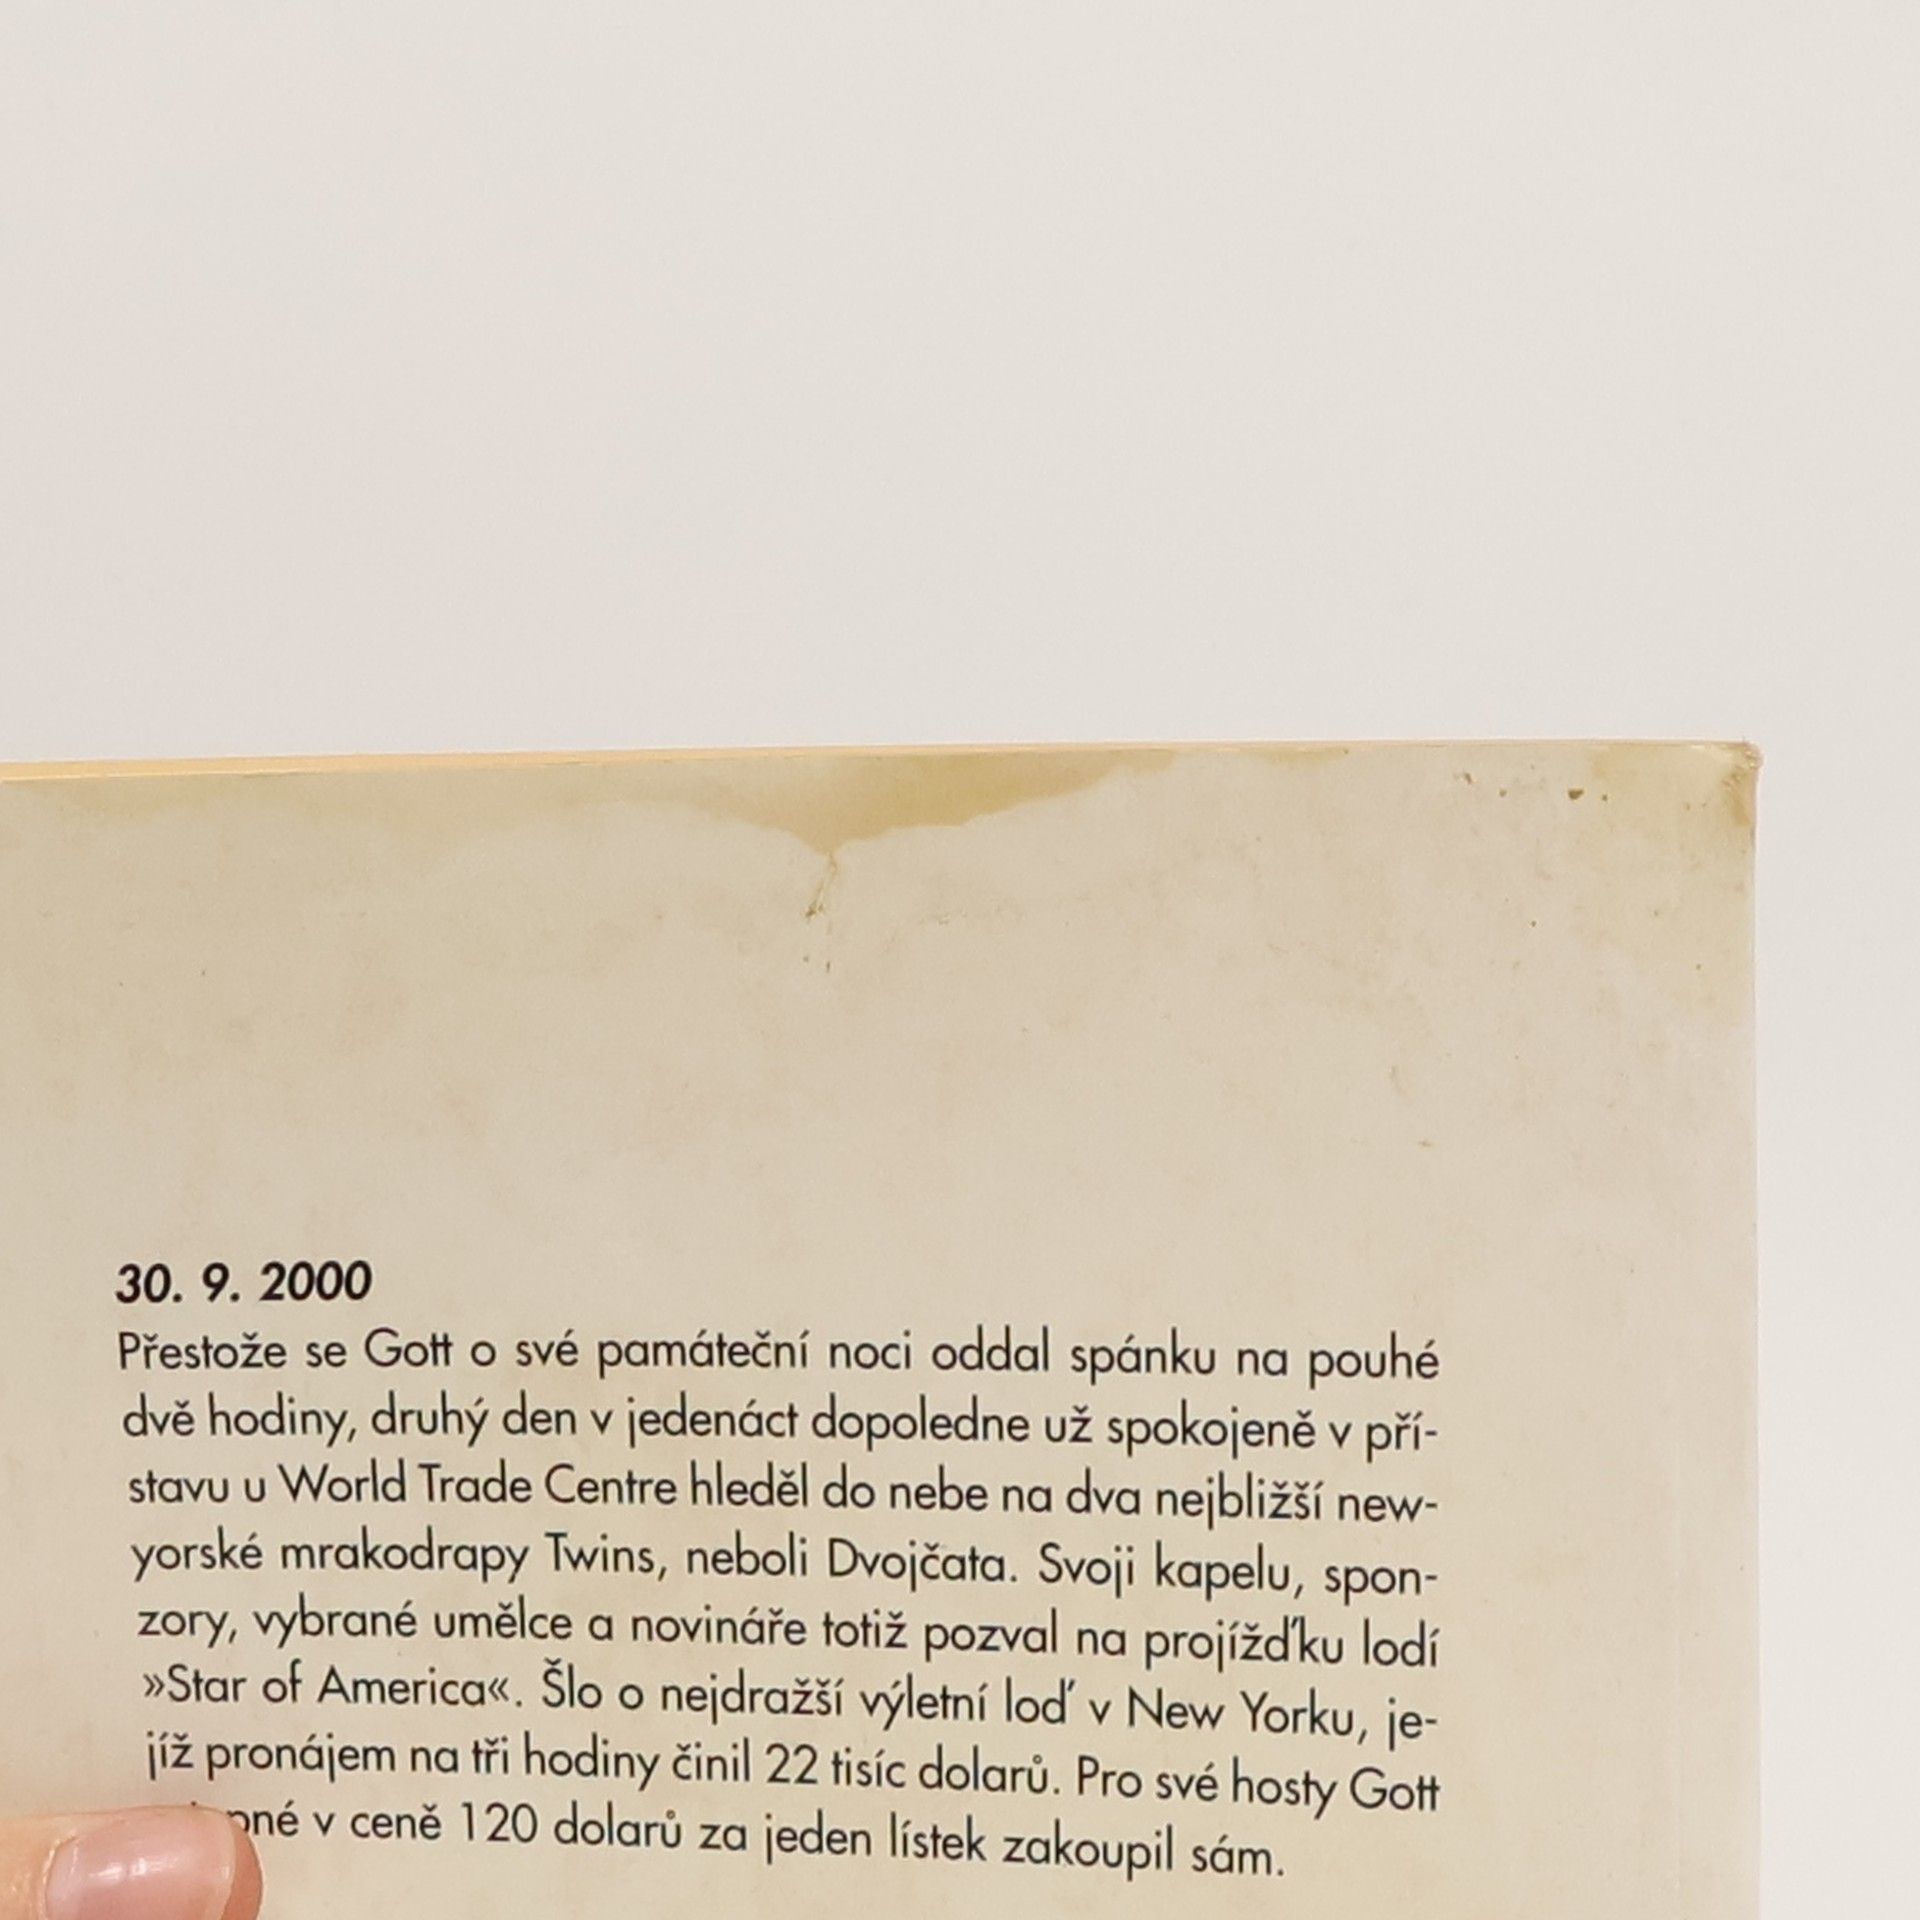 30. 9. 2000
Přestože se Gott o své památeční noci oddal spánku na pouhé
dvě hodiny, druhý den v jedenáct dopoledne už spokojeně v pří-
stavu u World Trade Centre hleděl do nebe na dva nejbližší new-
yorské mrakodrapy Twins, neboli Dvojčata. Svoji kapelu, spon-
zory, vybrané umělce a novináře totiž pozval na projížďku lodí
»Star of America«. Šlo o nejdražší výletní loď v New Yorku, je-
jíž pronájem na tři hodiny činil 22 tisíc dolarů. Pro své hosty Gott
v ceně 120 dolarů za jeden lístek zakoupil sám.